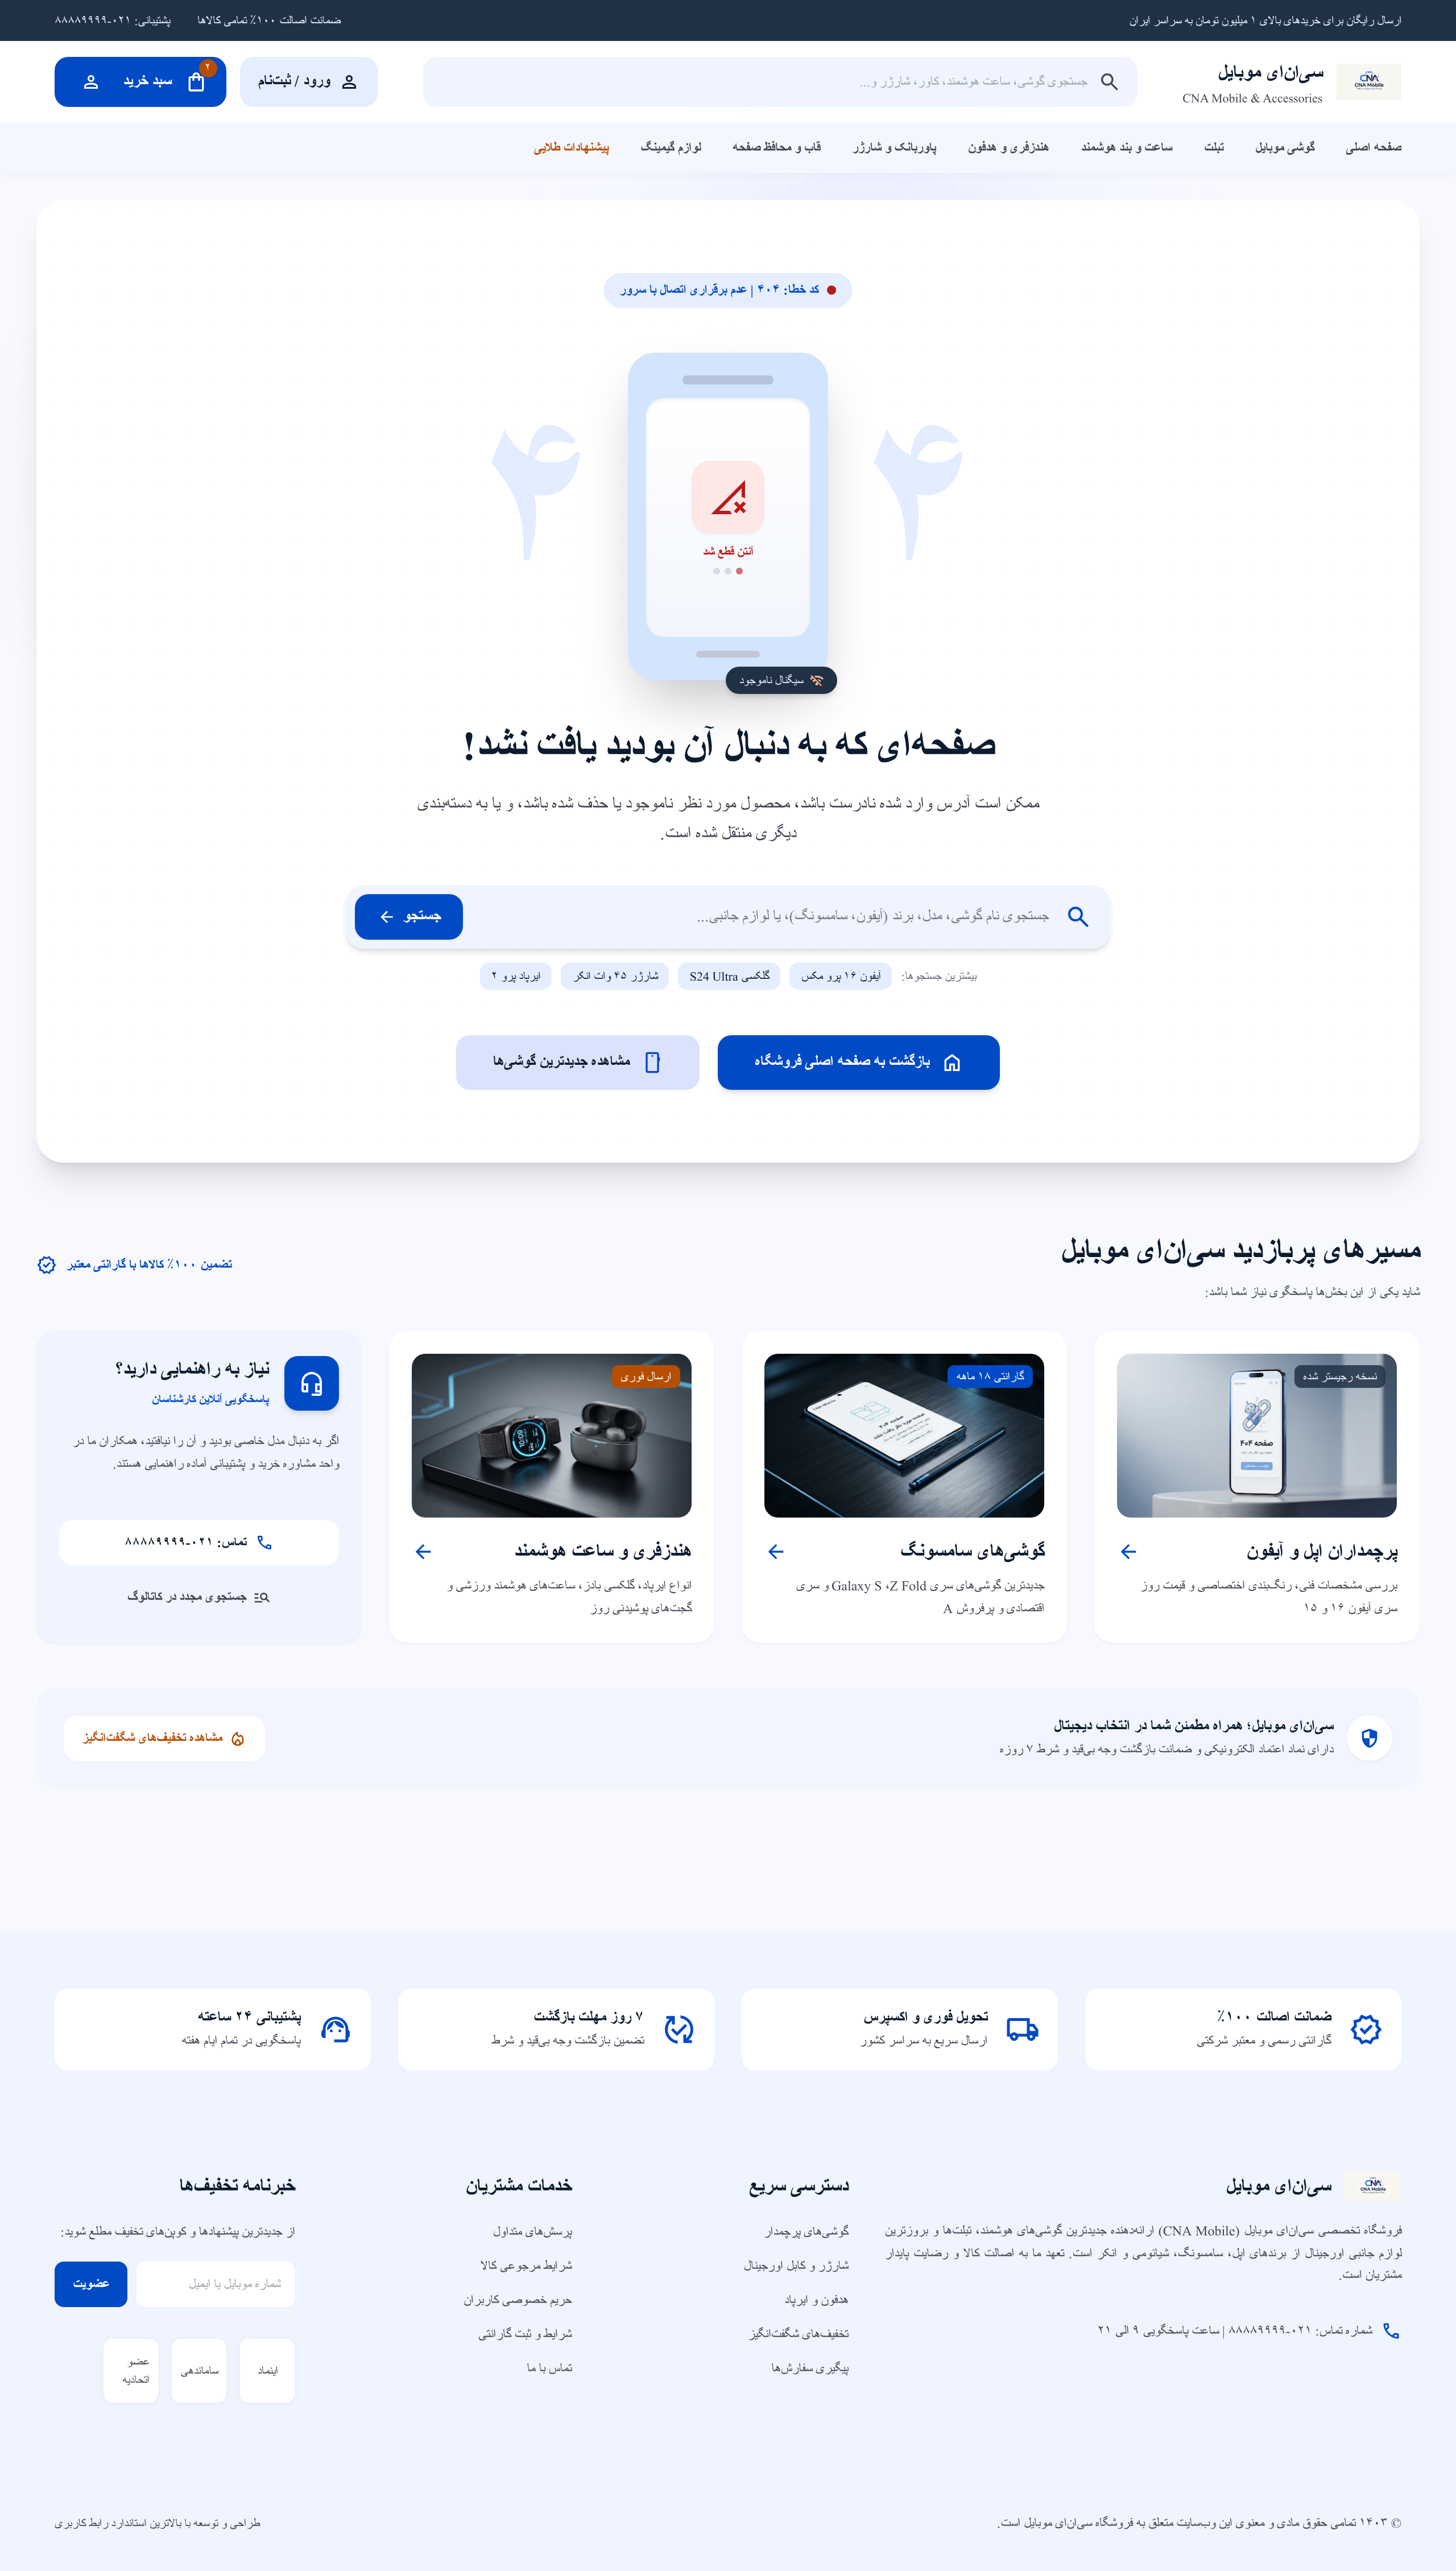 ارسال رایگان برای خریدهای بالای ۱ میلیون تومان به سراسر ایران
ضمانت اصالت ۱۰۰٪ تمامی کالاها
پشتیبانی: ۰۲۱-۸۸۸۸۹۹۹۹
CNA Mobile
سی‌ان‌ای موبایل
CNA Mobile & Accessories
جستجوی گوشی، ساعت هوشمند، کاور، شارژر و...
ورود / ثبت‌نام
سبد خرید
۲
صفحه اصلی
گوشی موبایل
تبلت
ساعت و بند هوشمند
هندزفری و هدفون
پاوربانک و شارژر
قاب و محافظ صفحه
لوازم گیمینگ
پیشنهادات طلایی
کد خطا: ۴۰۴ | عدم برقراری اتصال با سرور
۴
۴
آنتن قطع شد
سیگنال ناموجود
صفحه‌ای که به دنبال آن بودید یافت نشد!
ممکن است آدرس وارد شده نادرست باشد، محصول مورد نظر ناموجود یا حذف شده باشد، و یا به دسته‌بندی
دیگری منتقل شده است.
جستجوی نام گوشی، مدل، برند (آیفون، سامسونگ)، یا لوازم جانبی...
جستجو
بیشترین جستجوها:
آیفون ۱۶ پرو مکس
گلکسی S24 Ultra
شارژر ۴۵ وات انکر
ایرپاد پرو ۲
بازگشت به صفحه اصلی فروشگاه
مشاهده جدیدترین گوشی‌ها
مسیرهای پربازدید سی‌ان‌ای موبایل
شاید یکی از این بخش‌ها پاسخگوی نیاز شما باشد:
تضمین ۱۰۰٪ کالاها با گارانتی معتبر
نسخه رجیستر شده
صفحه ۴۰۴
پرچمداران اپل و آیفون
بررسی مشخصات فنی، رنگ‌بندی اختصاصی و قیمت روز
سری آیفون ۱۶ و ۱۵
گارانتی ۱۸ ماهه
صفحه ۴۰۴
گوشی‌های سامسونگ
جدیدترین گوشی‌های سری Galaxy S ،Z Fold و سری
اقتصادی و پرفروش A
ارسال فوری
10:09
هندزفری و ساعت هوشمند
انواع ایرپاد، گلکسی بادز، ساعت‌های هوشمند ورزشی و
گجت‌های پوشیدنی روز
نیاز به راهنمایی دارید؟
پاسخگویی آنلاین کارشناسان
اگر به دنبال مدل خاصی بودید و آن را نیافتید، همکاران ما در
واحد مشاوره خرید و پشتیبانی آماده راهنمایی هستند.
تماس: ۰۲۱-۸۸۸۸۹۹۹۹
جستجوی مجدد در کاتالوگ
سی‌ان‌ای موبایل؛ همراه مطمئن شما در انتخاب دیجیتال
دارای نماد اعتماد الکترونیکی و ضمانت بازگشت وجه بی‌قید و شرط ۷ روزه
مشاهده تخفیف‌های شگفت‌انگیز
ضمانت اصالت ۱۰۰٪
گارانتی رسمی و معتبر شرکتی
تحویل فوری و اکسپرس
ارسال سریع به سراسر کشور
۷ روز مهلت بازگشت
تضمین بازگشت وجه بی‌قید و شرط
پشتیبانی ۲۴ ساعته
پاسخگویی در تمام ایام هفته
CNA Mobile
سی‌ان‌ای موبایل
فروشگاه تخصصی سی‌ان‌ای موبایل (CNA Mobile) ارائه‌دهنده جدیدترین گوشی‌های هوشمند، تبلت‌ها و بروزترین
لوازم جانبی اورجینال از برندهای اپل، سامسونگ، شیائومی و انکر است. تعهد ما به اصالت کالا و رضایت پایدار
مشتریان است.
شماره تماس: ۰۲۱-۸۸۸۸۹۹۹۹ | ساعت پاسخگویی ۹ الی ۲۱
دسترسی سریع
گوشی‌های پرچمدار
شارژر و کابل اورجینال
هدفون و ایرپاد
تخفیف‌های شگفت‌انگیز
پیگیری سفارش‌ها
خدمات مشتریان
پرسش‌های متداول
شرایط مرجوعی کالا
حریم خصوصی کاربران
شرایط و ثبت گارانتی
تماس با ما
خبرنامه تخفیف‌ها
از جدیدترین پیشنهادها و کوپن‌های تخفیف مطلع شوید:
شماره موبایل یا ایمیل
عضویت
اینماد
ساماندهی
عضو
اتحادیه
© ۱۴۰۳ تمامی حقوق مادی و معنوی این وب‌سایت متعلق به فروشگاه سی‌ان‌ای موبایل است.
طراحی و توسعه با بالاترین استاندارد رابط کاربری